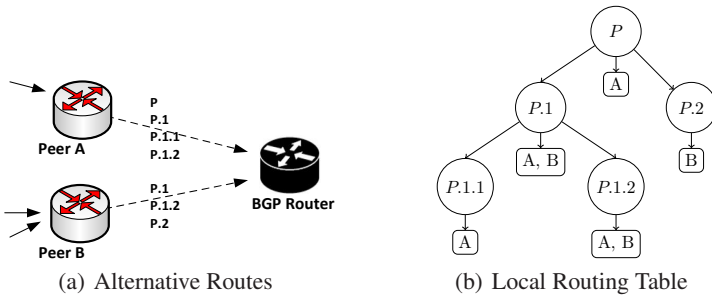 P
P.1
P.1.1
P.1.2
Peer A
P.1
P.1.2
P.2
Peer B
BGP Router
(a) Alternative Routes
P
A
P.1
P.2
A, B
B
P.1.1
P.1.2
A
A, B
(b) Local Routing Table